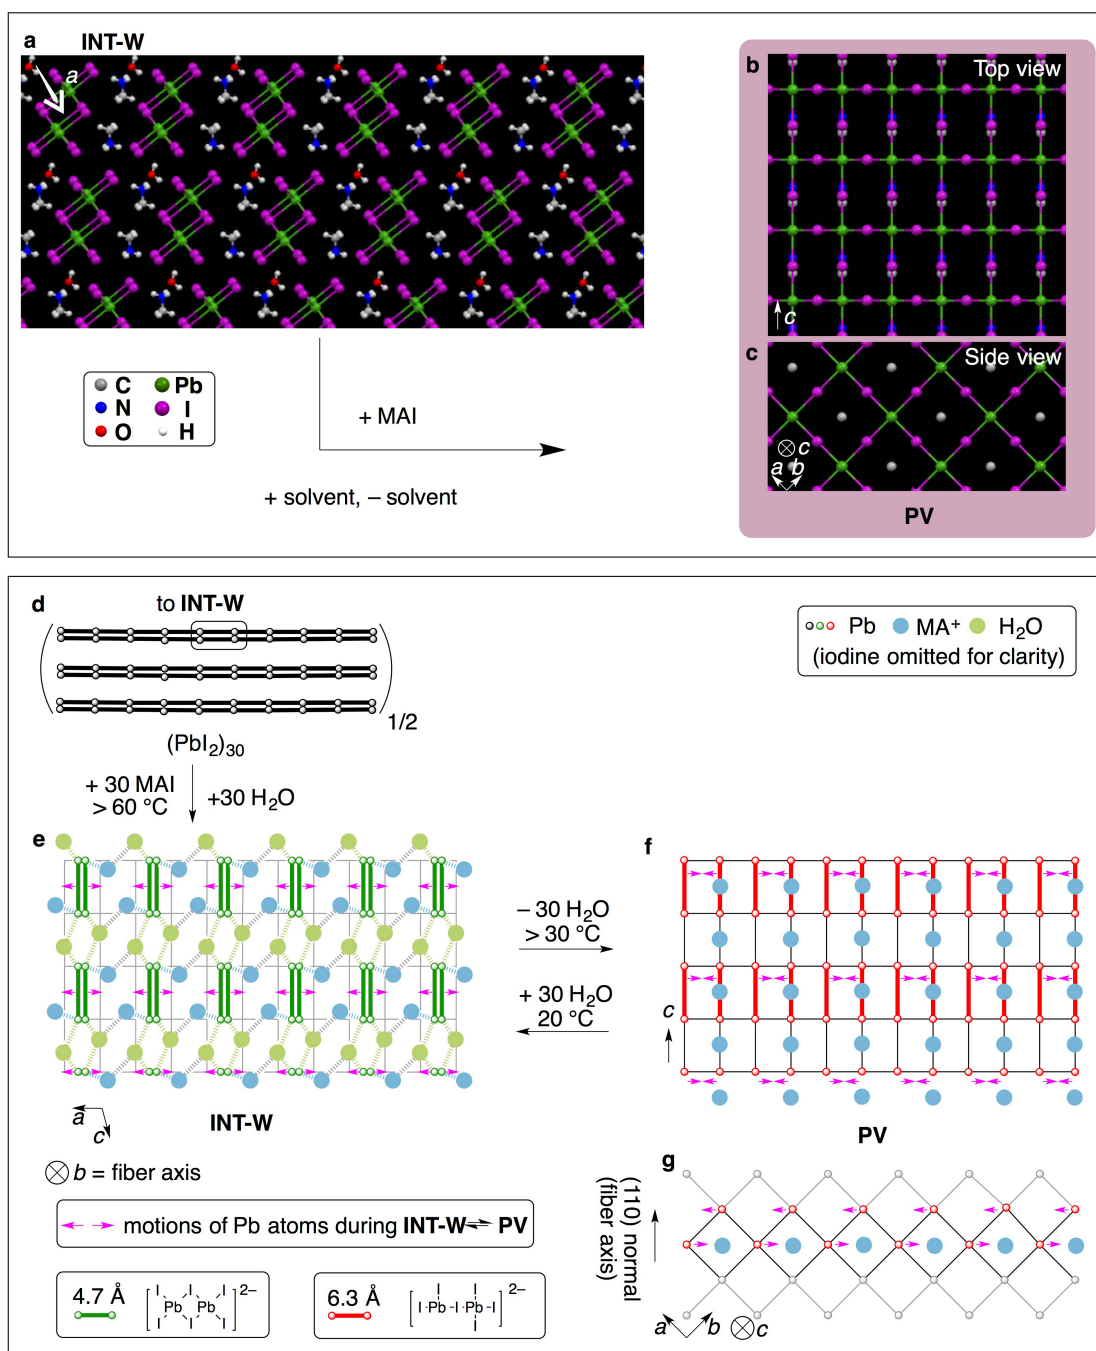 a INT-W
a
b Top view
c
c Side view
c
a b
PV
C Pb
N I
O H
+ MAI
+ solvent, – solvent
d to INT-W
1/2
(PbI2)30
+ 30 MAI
> 60 °C
+30 H2O
Pb MA+ H2O
(iodine omitted for clarity)
e
a
c
INT-W
b = fiber axis
– 30 H2O
> 30 °C
+ 30 H2O
20 °C
f
c
PV
motions of Pb atoms during INT-W⇌PV
4.7 Å
I I I
Pb Pb
I I I
2–
6.3 Å
I I
I-Pb-I-Pb-I
I
2–
g
(110) normal
(fiber axis)
a b c